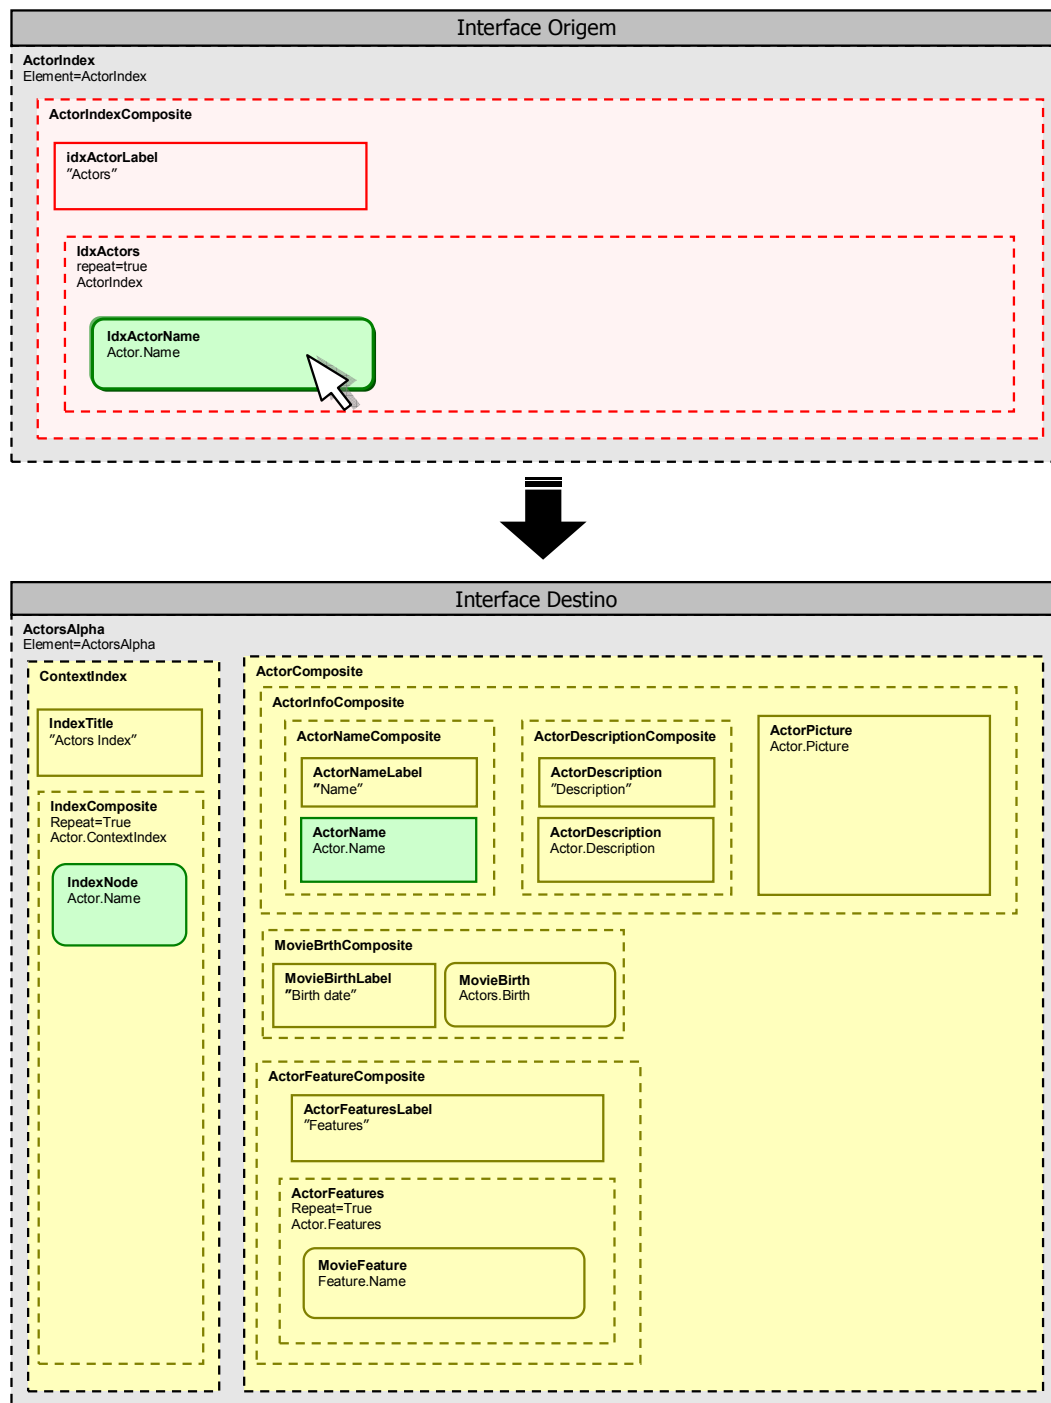 Interface Origem
ActorIndex
Element=ActorIndex
ActorIndexComposite
idxActorLabel
"Actors"
IdxActors
repeat=true
ActorIndex
IdxActorName
Actor.Name
Interface Destino
ActorsAlpha
Element=ActorsAlpha
ContextIndex
IndexTitle
"Actors Index"
IndexComposite
Repeat=True
Actor.ContextIndex
IndexNode
Actor.Name
ActorComposite
ActorInfoComposite
ActorNameComposite
ActorNameLabel
"Name"
ActorName
Actor.Name
ActorDescriptionComposite
ActorDescription
"Description"
ActorDescription
Actor.Description
ActorPicture
Actor.Picture
MovieBrthComposite
MovieBirthLabel
"Birth date"
MovieBirth
Actors.Birth
ActorFeatureComposite
ActorFeaturesLabel
"Features"
ActorFeatures
Repeat=True
Actor.Features
MovieFeature
Feature.Name